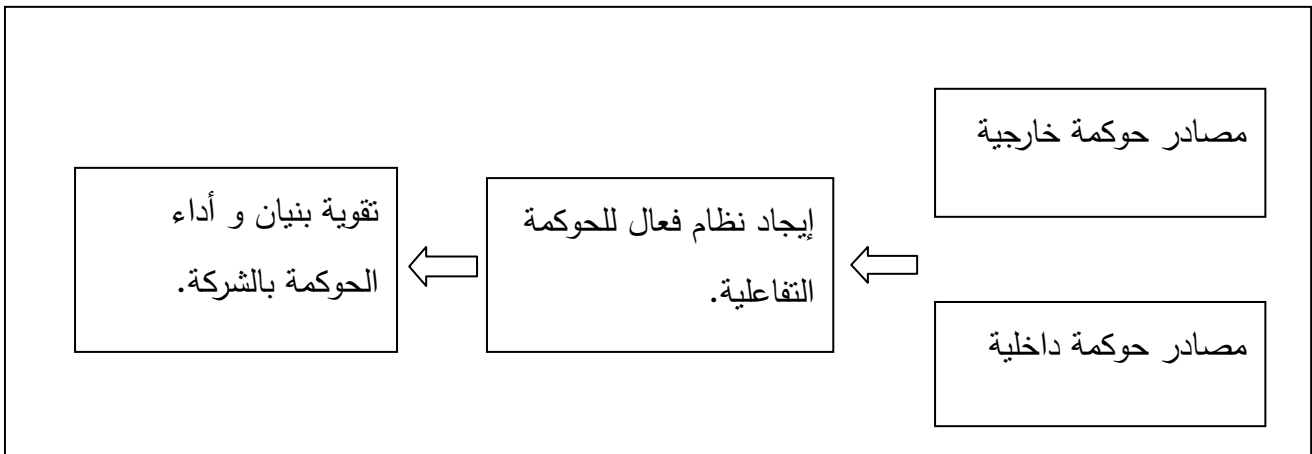 مصادر حوكمة خارجية
مصادر حوكمة داخلية
إيجاد نظام فعال للحوكمة
التفاعلية.
تقوية بنيان و أداء
الحوكمة بالشركة.